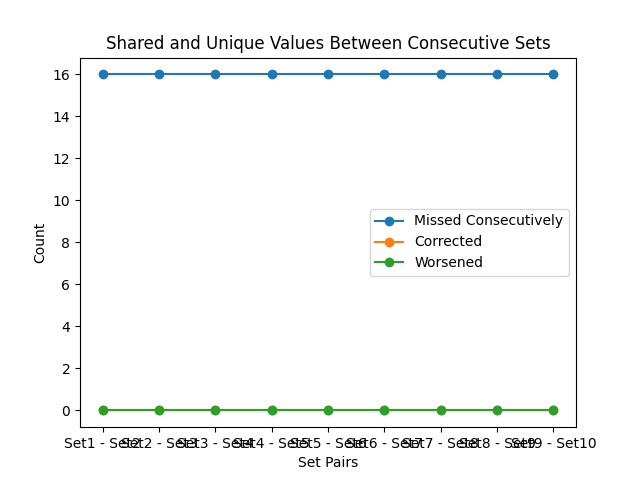 Shared and Unique Values Between Consecutive Sets
16
14
12
10
8
6
4
2
0
Count
Missed Consecutively
Corrected
Worsened
Set1 - Set2 Set2 - Set3 Set3 - Set4 Set4 - Set5 Set5 - Set6 Set6 - Set7 Set7 - Set8 Set8 - Set9 Set9 - Set10
Set Pairs